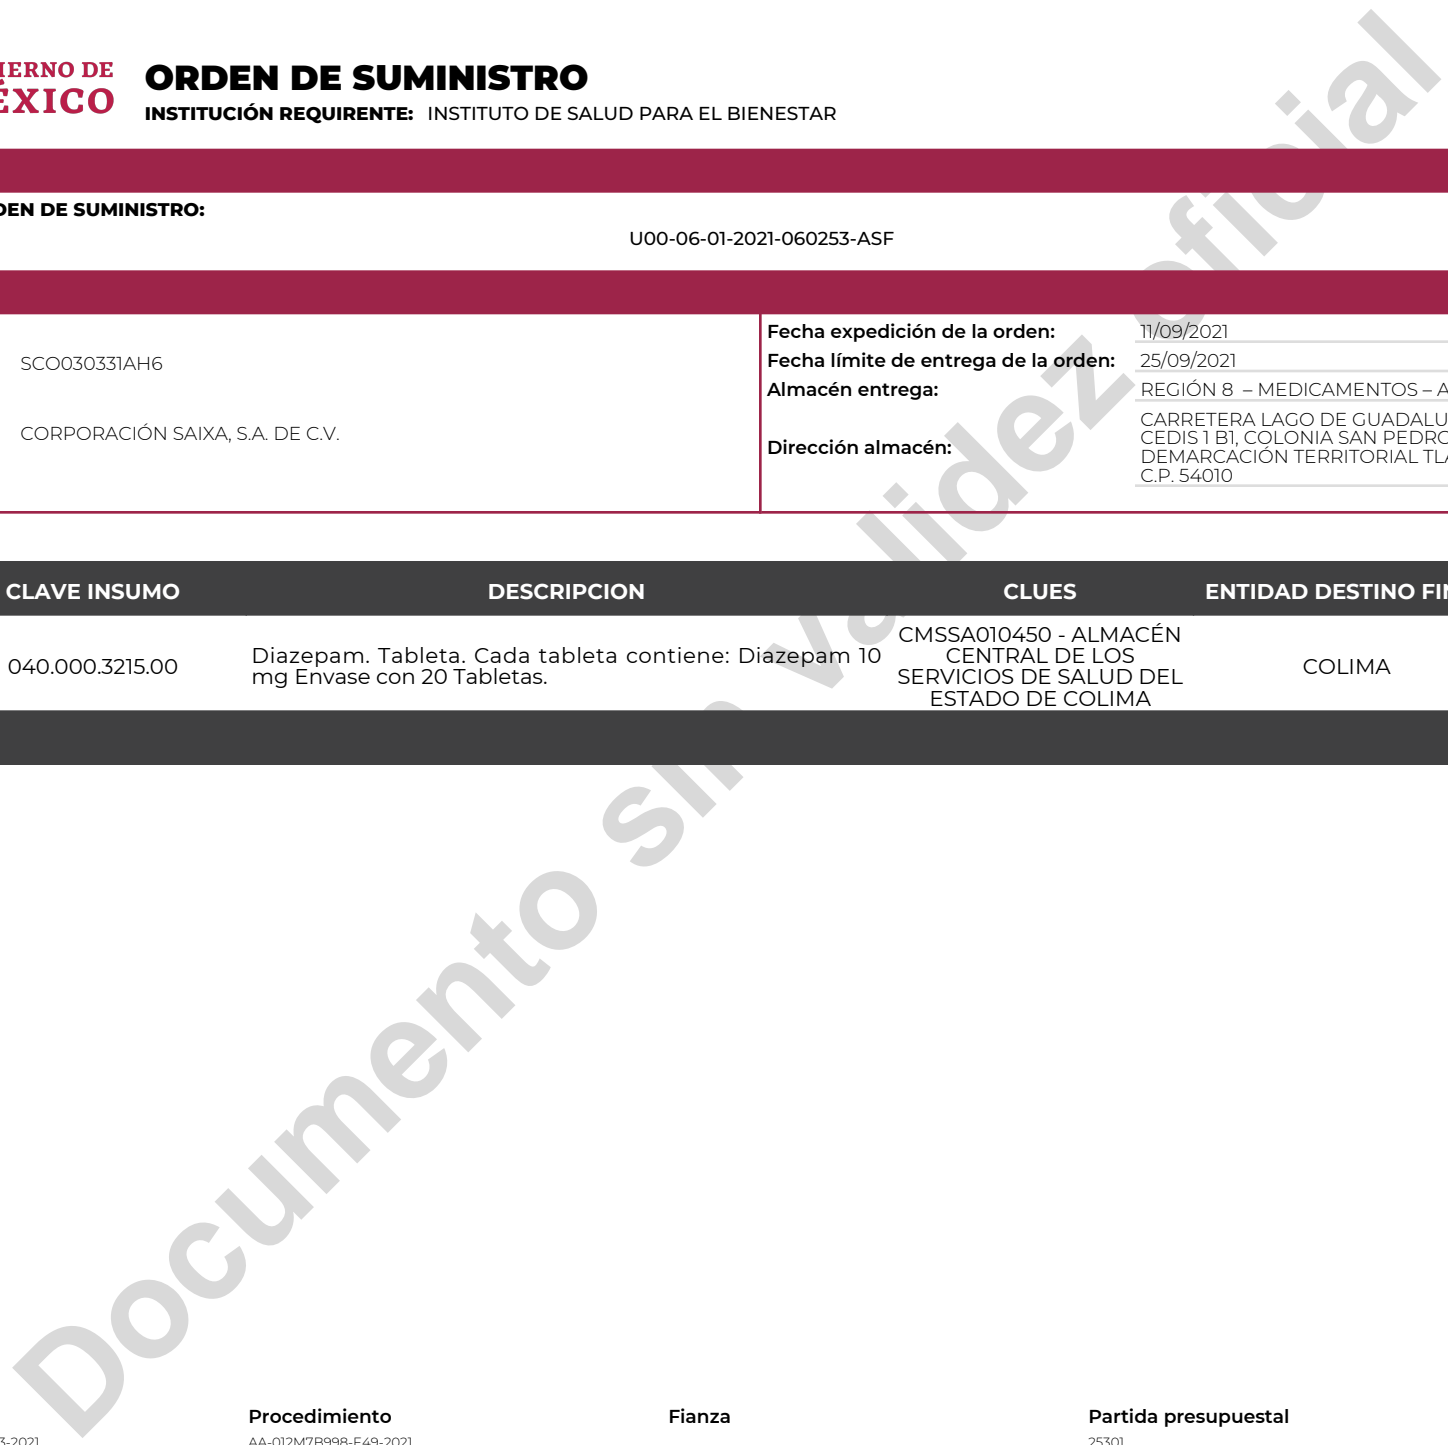 IERNO DE
ÉXICO
ORDEN DE SUMINISTRO
INSTITUCIÓN REQUIRENTE: INSTITUTO DE SALUD PARA EL BIENESTAR
DEN DE SUMINISTRO:
U00-06-01-2021-060253-ASF
SCO030331AH6
CORPORACIÓN SAIXA, S.A. DE C.V.
Fecha expedición de la orden: 11/09/2021
Fecha límite de entrega de la orden: 25/09/2021
Almacén entrega: REGIÓN 8 – MEDICAMENTOS – A
Dirección almacén:
CARRETERA LAGO DE GUADALU
CEDIS 1 B1, COLONIA SAN PEDRO
DEMARCACIÓN TERRITORIAL TLA
C.P. 54010
CLAVE INSUMO DESCRIPCION CLUES ENTIDAD DESTINO FIN
040.000.3215.00
Diazepam. Tableta. Cada tableta contiene: Diazepam 10
mg Envase con 20 Tabletas.
CMSSA010450 - ALMACÉN
CENTRAL DE LOS
SERVICIOS DE SALUD DEL
ESTADO DE COLIMA
COLIMA
Documento sin validez oficial
Procedimiento Fianza Partida presupuestal
3-2021 AA-012M7B998-E49-2021 25301